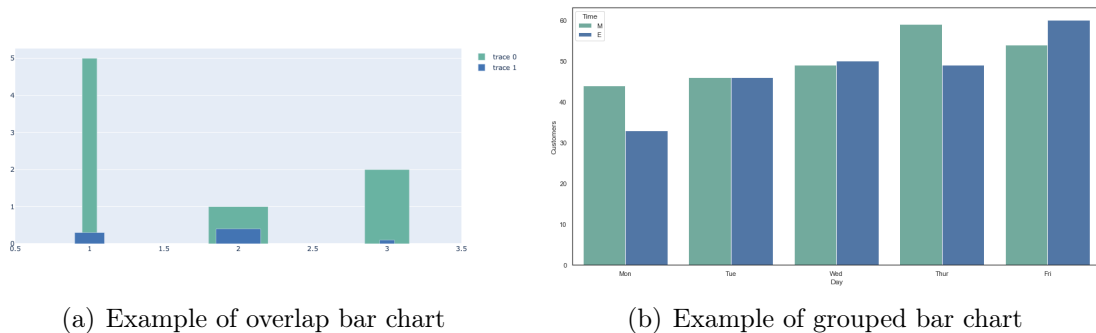 5
4
3
2
1
0
0.5 1 1.5 2 2.5 3 3.5
trace 0
trace 1
(a) Example of overlap bar chart
Time
M
E
60
50
40
30
20
10
0
Customers
Mon Tue Wed Thur Fri
Day
(b) Example of grouped bar chart